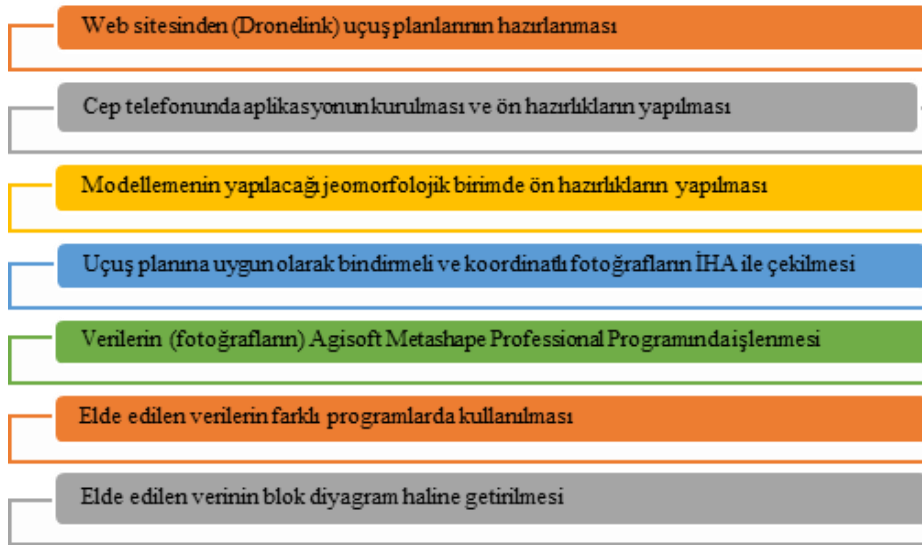 Web sitesinden (Dronelink) uçuş planlarının hazırlanması
Cep telefonunda aplikasyonun kurulması ve ön hazırlıkların yapılması
Modellemenin yapılacağı jeomorfolojik birimde ön hazırlıkların yapılması
Uçuş planına uygun olarak bindirmeli ve koordinatlı fotoğrafların İHA ile çekilmesi
Verilerin (fotoğrafların) Agisoft Metashape Professional Programında işlenmesi
Elde edilen verilerin farklı programlarda kullanılması
Elde edilen verinin blok diyagram haline getirilmesi